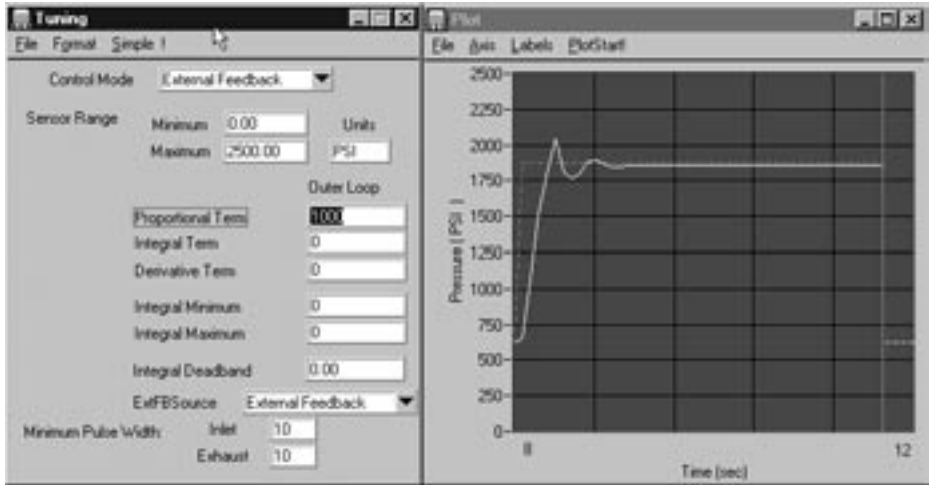 Tuning
File Format Simple !
Control Mode External Feedback
Sensor Range Minimum 0.00 Units
Maximum 2500.00 PSI
Outer Loop
Proportional Term 1000
Integral Term 0
Derivative Term 0
Integral Minimum 0
Integral Maximum 0
Integral Deadband 0.00
ExtFBSource External Feedback
Minimum Pulse Width: Inlet 10
Exhaust 10
Plot
File Axis Labels PlotStart!
2500
2250
2000
1750
1500
1250
1000
750
500
250
0
Pressure ( PSI )
8 12
Time (sec)